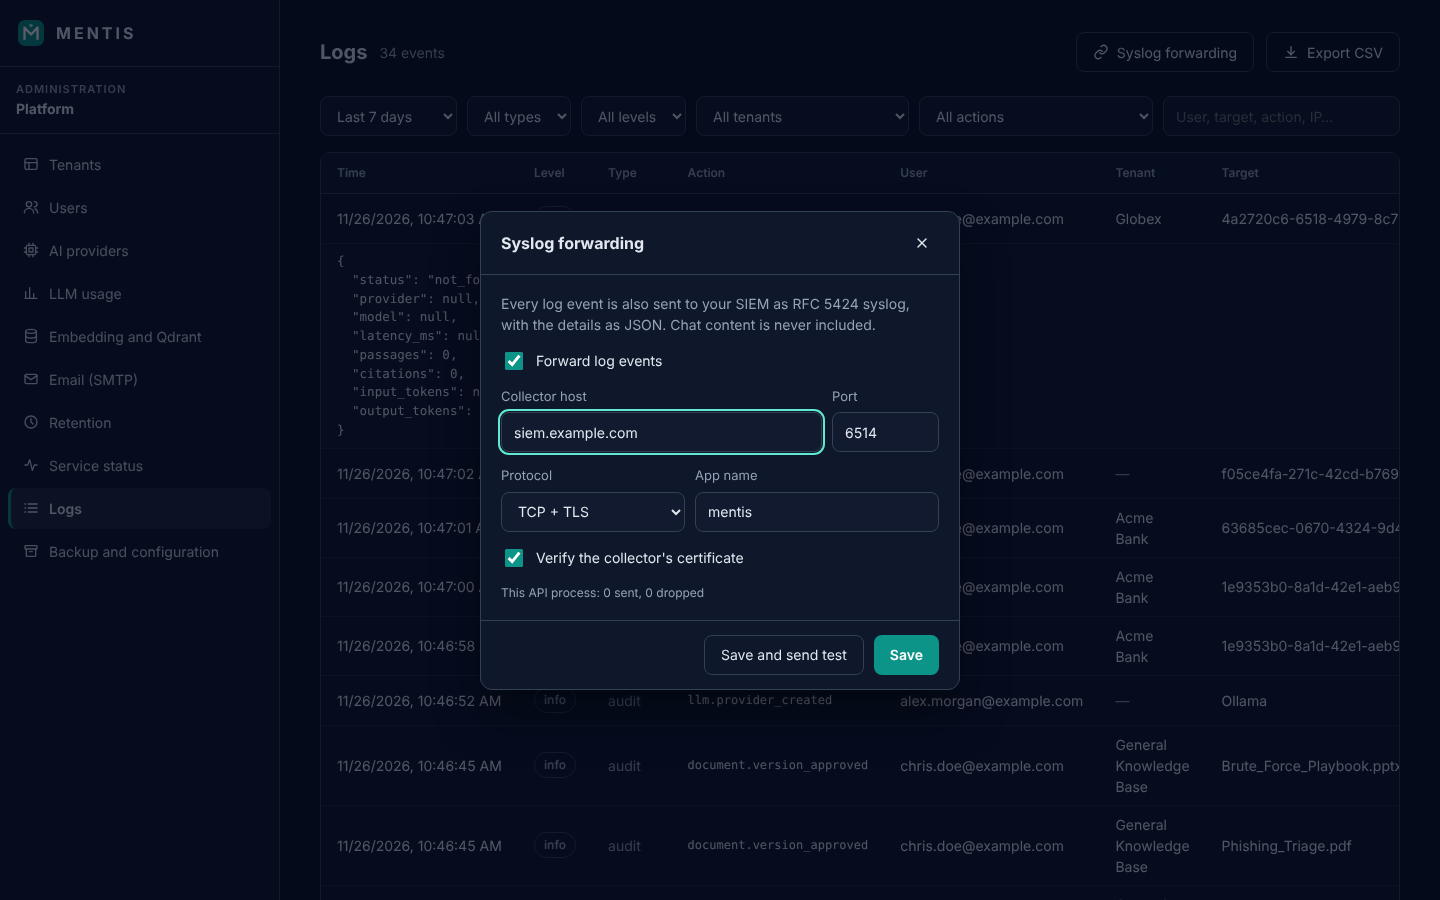 MENTIS
ADMINISTRATION
Platform
Tenants
Users
AI providers
LLM usage
Embedding and Qdrant
Email (SMTP)
Retention
Service status
Logs
Backup and configuration
Logs 34 events
Syslog forwarding
Export CSV
Last 7 days All types All levels All tenants All actions User, target, action, IP...
Time Level Type Action User Tenant Target
11/26/2026, 10:47:03 e@example.com Globex 4a2720c6-6518-4979-8c7
{
"status": "not_fo
"provider": null,
"model": null,
"latency_ms": nul
"passages": 0,
"citations": 0,
"input_tokens": n
"output_tokens":
}
11/26/2026, 10:47:02 e@example.com — f05ce4fa-271c-42cd-b769
11/26/2026, 10:47:01 e@example.com Acme Bank 63685cec-0670-4324-9d4
11/26/2026, 10:47:00 e@example.com Acme Bank 1e9353b0-8a1d-42e1-aeb9
11/26/2026, 10:46:58 e@example.com Acme Bank 1e9353b0-8a1d-42e1-aeb9
11/26/2026, 10:46:52 AM info audit llm.provider_created alex.morgan@example.com — Ollama
11/26/2026, 10:46:45 AM info audit document.version_approved chris.doe@example.com General Knowledge Base Brute_Force_Playbook.pptx
11/26/2026, 10:46:45 AM info audit document.version_approved chris.doe@example.com General Knowledge Base Phishing_Triage.pdf
Syslog forwarding
Every log event is also sent to your SIEM as RFC 5424 syslog,
with the details as JSON. Chat content is never included.
Forward log events
Collector host Port
siem.example.com 6514
Protocol App name
TCP + TLS mentis
Verify the collector's certificate
This API process: 0 sent, 0 dropped
Save and send test Save